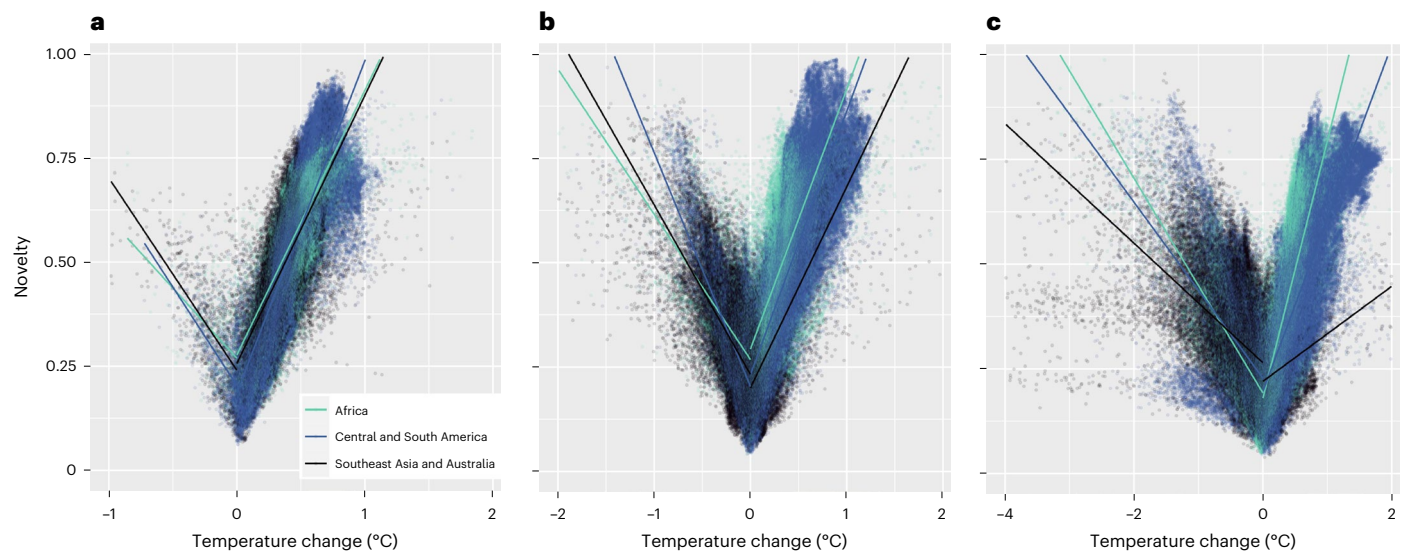 a
b
c
Novelty
1.00
0.75
0.50
0.25
0
Africa
Central and South America
Southeast Asia and Australia
–1 0 1 2
–2 –1 0 1 2
–4 –2 0 2
Temperature change (°C)
Temperature change (°C)
Temperature change (°C)